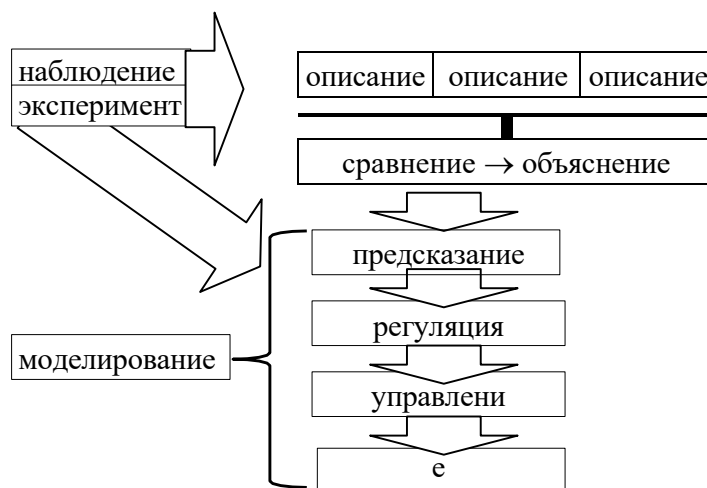 наблюдение
эксперимент
описание описание описание
сравнение → объяснение
предсказание
регуляция
моделирование
управлени
е